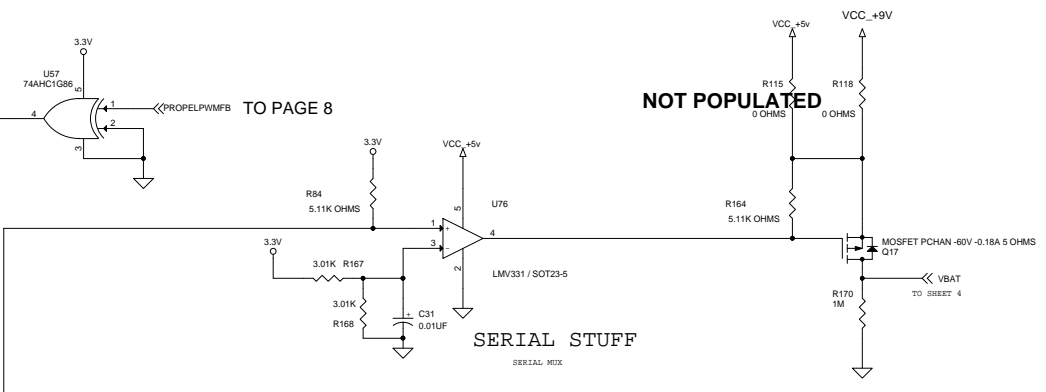 VCC_+5v
VCC_+9V
3.3V
U57
74AHC1G86
5
R115
R118
NOT POPULATED
4
1
PROPELPWMFB
TO PAGE 8
0 OHMS
0 OHMS
2
3
3.3V
VCC_+5v
R84
5.11K OHMS
U76
5
R164
5.11K OHMS
1
+
4
3.3V
3
-
MOSFET PCHAN -60V -0.18A 5 OHMS
Q17
3.01K
R167
2
LMV331 / SOT23-5
VBAT
TO SHEET 4
3.01K
R168
+
C31
0.01UF
R170
1M
SERIAL STUFF
SERIAL MUX